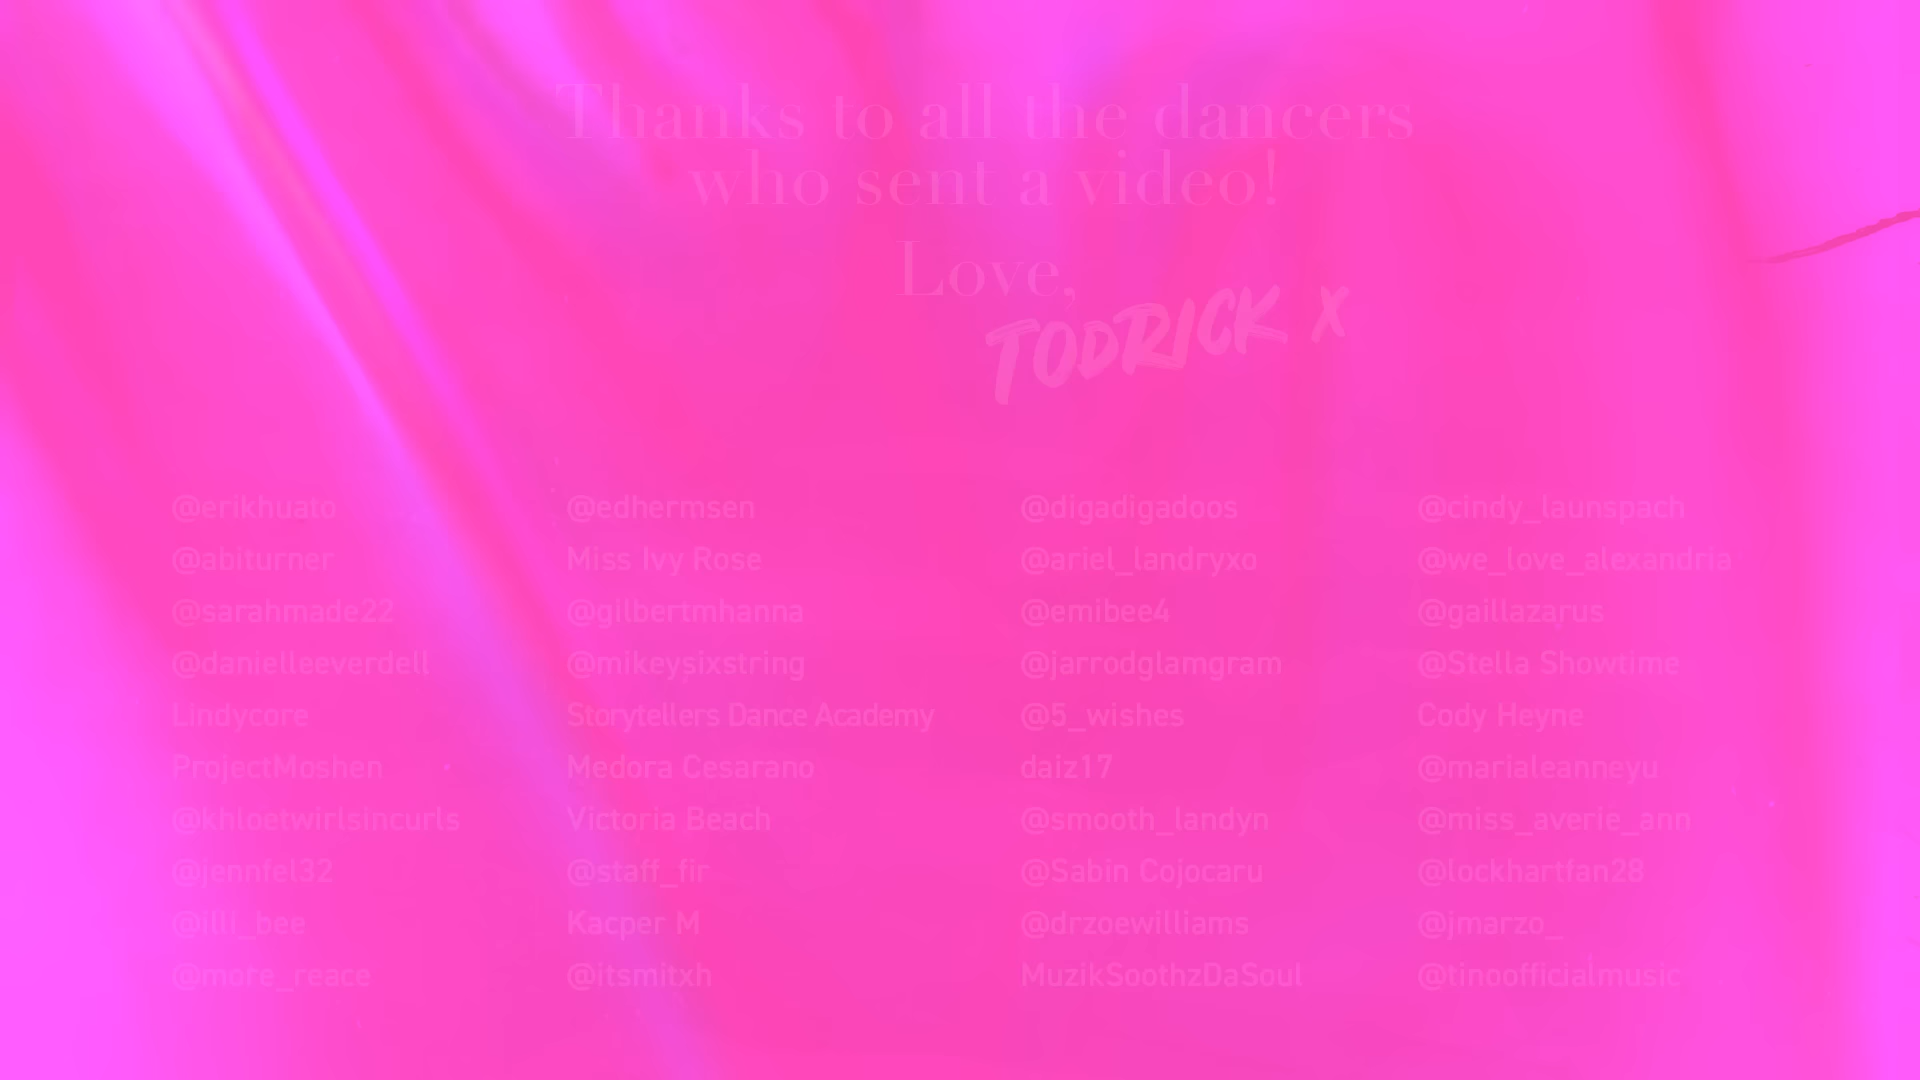 Thanks to all the dancers
who sent a video!
Love,
TODRICK X
@erikhuato
@abiturner
@sarahmade22
@danielleeverdell
Lindycore
ProjectMoshen
@khloetwirlsincurls
@jennfel32
@illi_bee
@more_reace
@edhermsen
Miss Ivy Rose
@gilbertmhanna
@mikeysixstring
Storytellers Dance Academy
Medora Cesarano
Victoria Beach
@staff_fir
Kacper M
@itsmitxh
@digadigadoos
@ariel_landryxo
@emibee4
@jarrodglamgram
@5_wishes
daiz17
@smooth_landyn
@Sabin Cojocaru
@drzoewilliams
MuzikSoothzDaSoul
@cindy_launspach
@we_love_alexandria
@gaillazarus
@Stella Showtime
Cody Heyne
@marialeanneyu
@miss_averie_ann
@lockhartfan28
@jmarzo_
@tinoofficialmusic